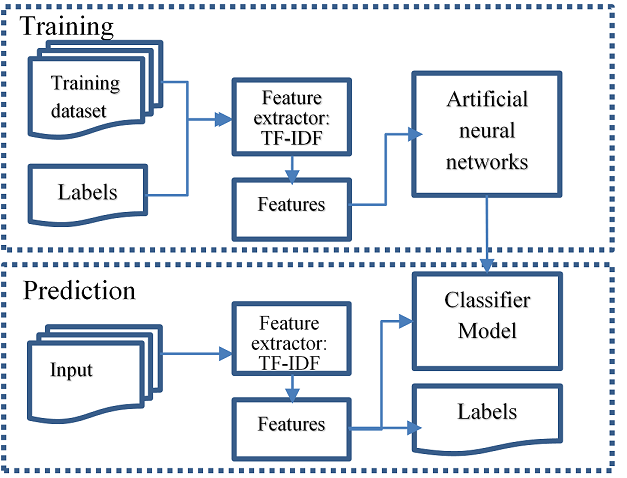 Training
Training
dataset
Labels
Feature
extractor:
TF-IDF
Features
Artificial
neural
networks
Prediction
Input
Feature
extractor:
TF-IDF
Features
Classifier
Model
Labels